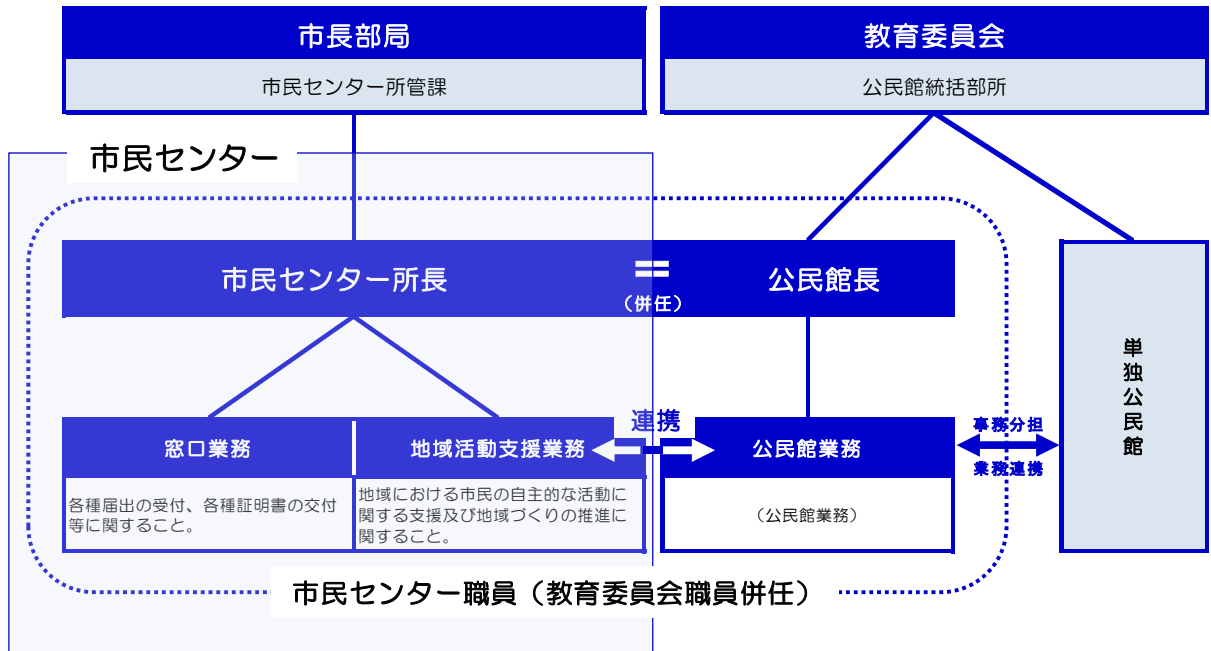 市長部局
市民センター所管課
教育委員会
公民館統括部所
市民センター
市民センター所長
＝
（併任）
公民館長
単独公民館
窓口業務
地域活動支援業務
連携
公民館業務
事務分担
業務連携
各種届出の受付、各種証明書の交付
等に関すること。
地域における市民の自主的な活動に
関する支援及び地域づくりの推進に
関すること。
（公民館業務）
市民センター職員（教育委員会職員併任）